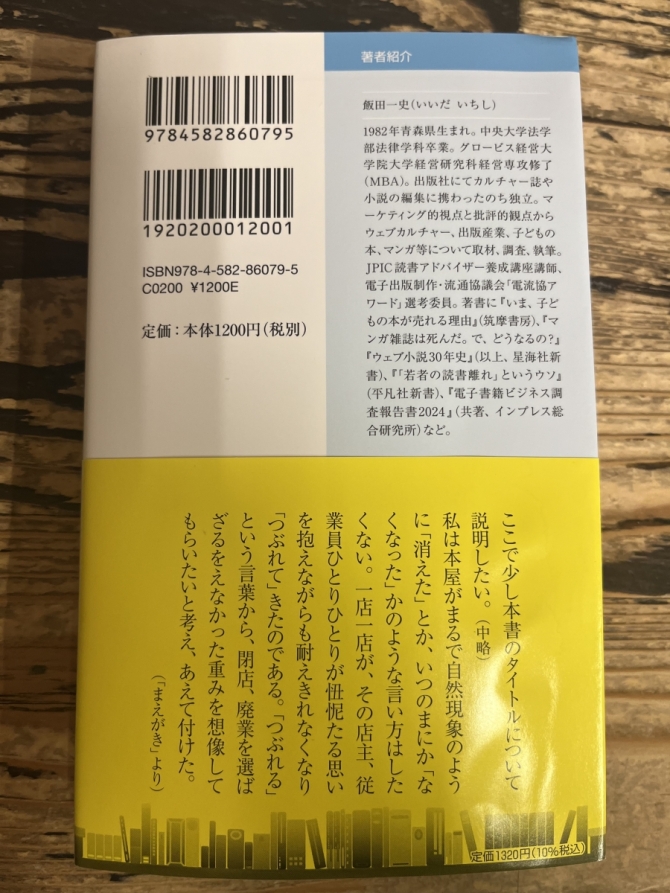 9784582860795
1920200012001
ISBN978-4-582-86079-5
C0200 ¥1200E
定価：本体1200円（税別）
著者紹介
飯田一史（いいだ いちし）
1982年青森県生まれ。中央大学法学
部法律学科卒業。グロービス経営大
学院大学経営研究科経営専攻修了
（MBA）。出版社にてカルチャー誌や
小説の編集に携わったのち独立。マ
ーケティング的視点と批評的観点から
ウェブカルチャー、出版産業、子どもの
本、マンガ等について取材、調査、執筆。
JPIC読書アドバイザー養成講座講師、
電子出版制作・流通協議会「電流協ア
ワード」選考委員。著書に『いま、子ど
もの本が売れる理由』（筑摩書房）、『マ
ンガ雑誌は死んだ。で、どうなるの？』
『ウェブ小説30年史』（以上、星海社新
書）、『「若者の読書離れ」というウソ』
（平凡社新書）、『電子書籍ビジネス調
査報告書2024』（共著、インプレス総
合研究所）など。
ここで少し本書のタイトルについて
説明したい。（中略）
私は本屋がまるで自然現象のよう
に「消えた」とか、いつのまにか「な
くなった」かのような言い方はした
くない。一店一店が、その店主、従
業員ひとりひとりが忸怩たる思い
を抱えながらも耐えきれなくなり
「つぶれて」きたのである。「つぶれる」
という言葉から、閉店、廃業を選ば
ざるをえなかった重みを想像して
もらいたいと考え、あえて付けた。
（「まえがき」より）
定価1320円（10%税込）